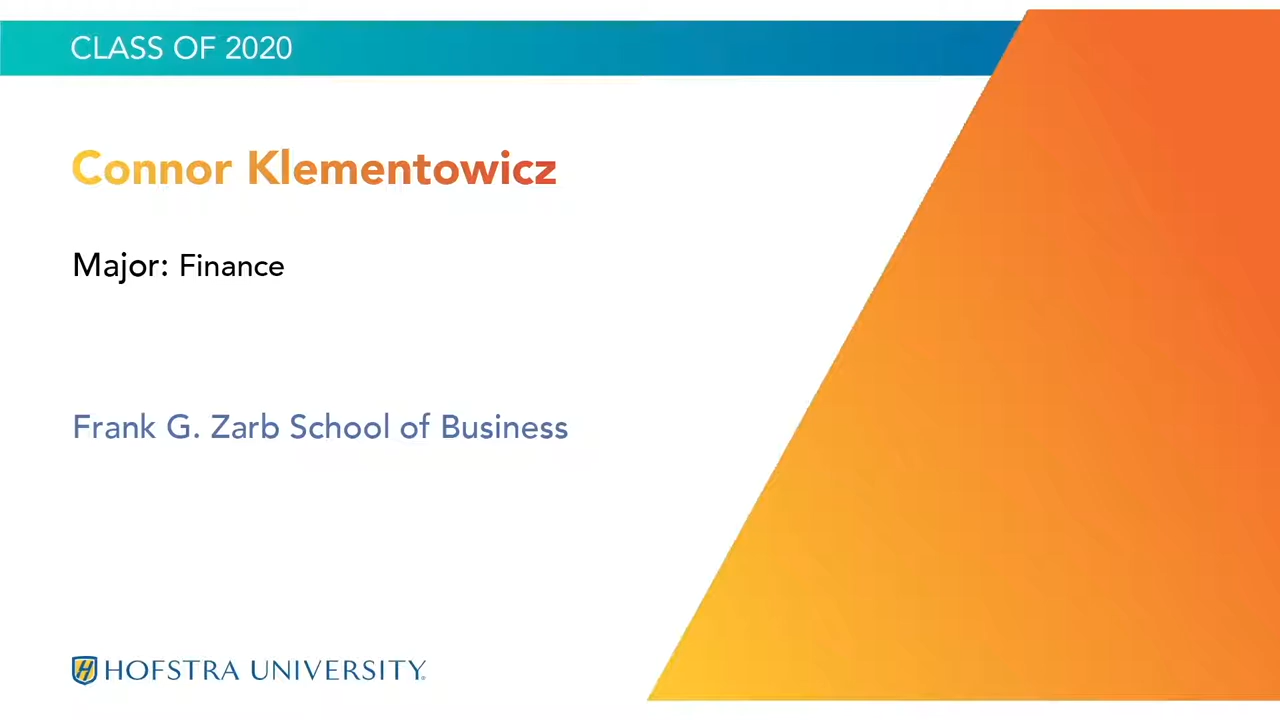 CLASS OF 2020
Connor Klementowicz
Major: Finance
Frank G. Zarb School of Business
H HOFSTRA UNIVERSITY®